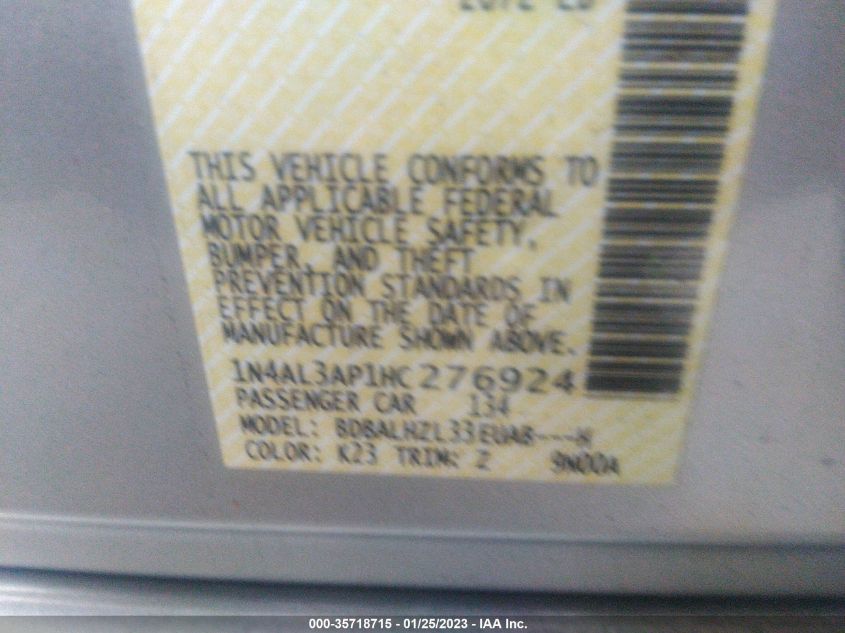 THIS VEHICLE CONFORMS TO
ALL APPLICABLE FEDERAL
MOTOR VEHICLE SAFETY,
BUMPER, AND THEFT
PREVENTION STANDARDS IN
EFFECT ON THE DATE OF
MANUFACTURE SHOWN ABOVE.
1N4AL3AP1HC276924
PASSENGER CAR 134
MODEL: BDBALHZL33EUAB---H
COLOR: K23 TRIM: Z 9N00A
000-35718715 - 01/25/2023 - IAA Inc.